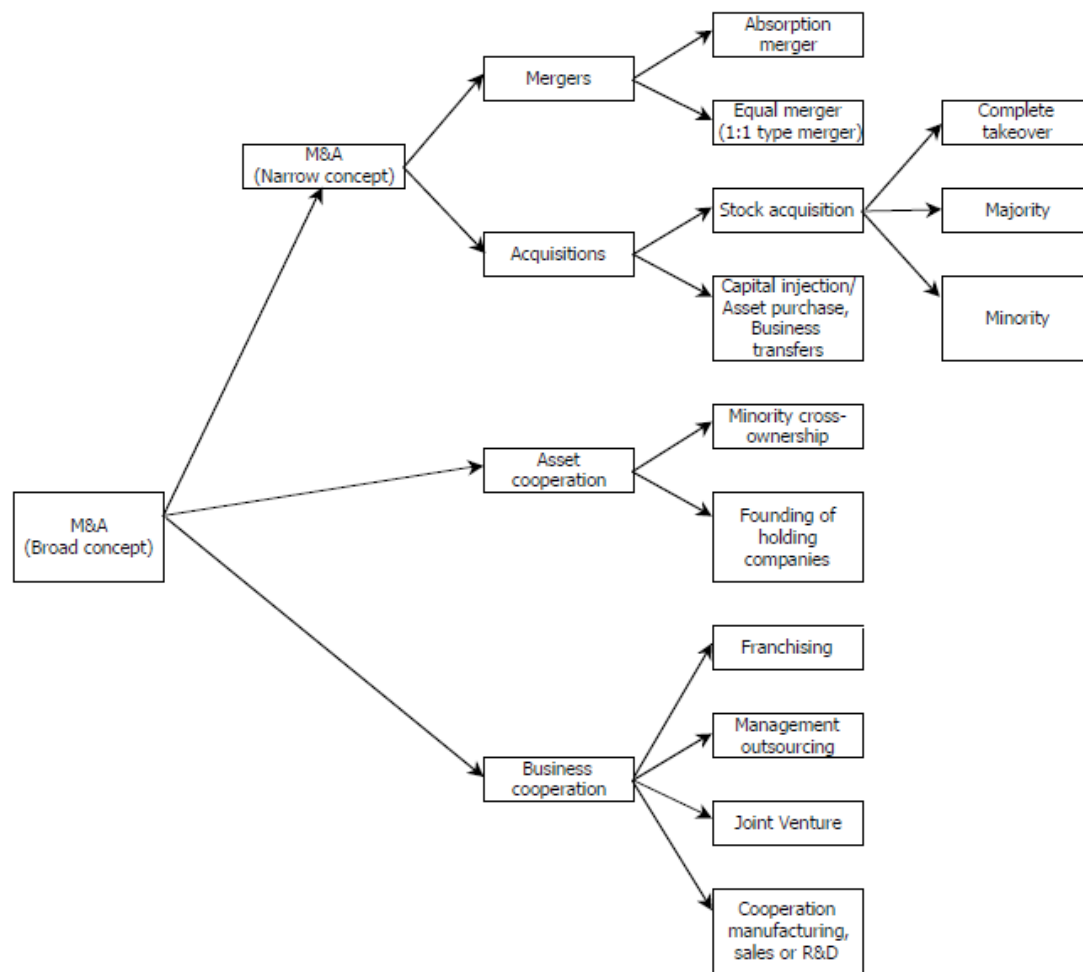 Absorption
merger
Mergers
Equal merger
(1:1 type merger)
Complete
takeover
M&A
(Narrow concept)
Stock acquisition
Majority
Acquisitions
Capital injection/
Asset purchase,
Business
transfers
Minority
Minority cross-
ownership
Asset
cooperation
M&A
(Broad concept)
Founding of
holding
companies
Franchising
Management
outsourcing
Business
cooperation
Joint Venture
Cooperation
manufacturing,
sales or R&D